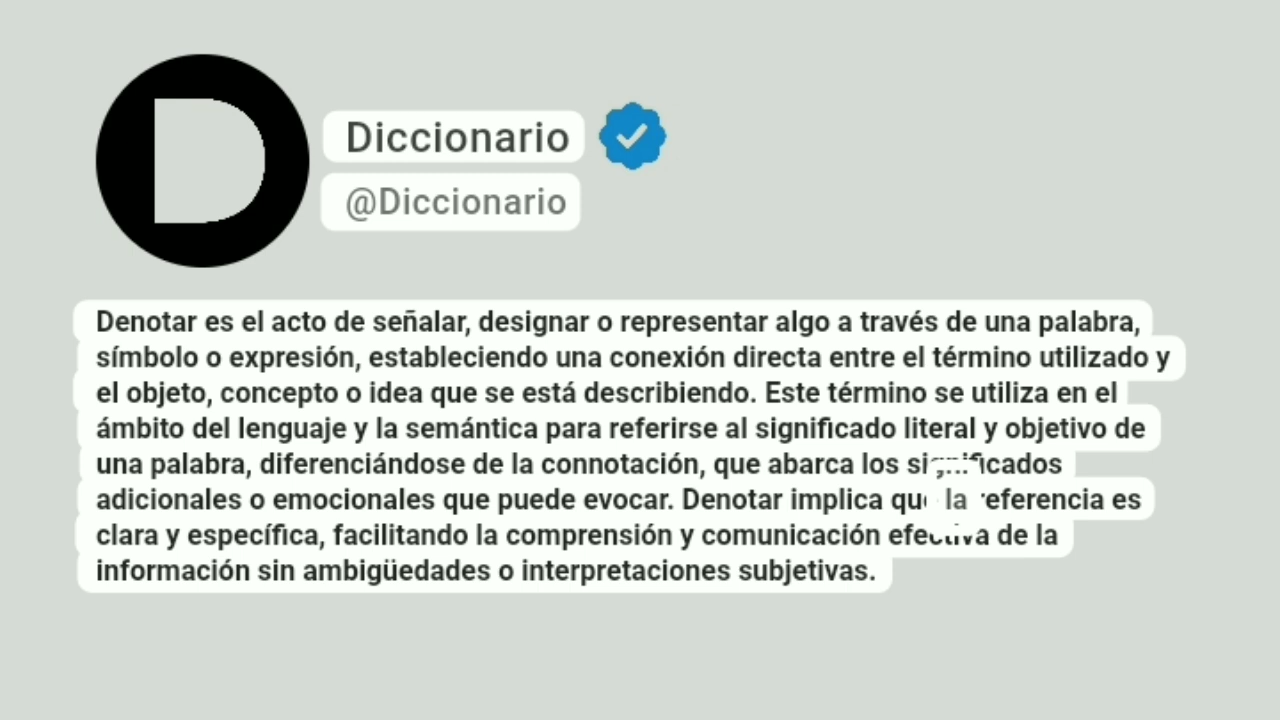 D
Diccionario
@Diccionario
Denotar es el acto de señalar, designar o representar algo a través de una palabra,
símbolo o expresión, estableciendo una conexión directa entre el término utilizado y
el objeto, concepto o idea que se está describiendo. Este término se utiliza en el
ámbito del lenguaje y la semántica para referirse al significado literal y objetivo de
una palabra, diferenciándose de la connotación, que abarca los significados
adicionales o emocionales que puede evocar. Denotar implica que la referencia es
clara y específica, facilitando la comprensión y comunicación efectiva de la
información sin ambigüedades o interpretaciones subjetivas.